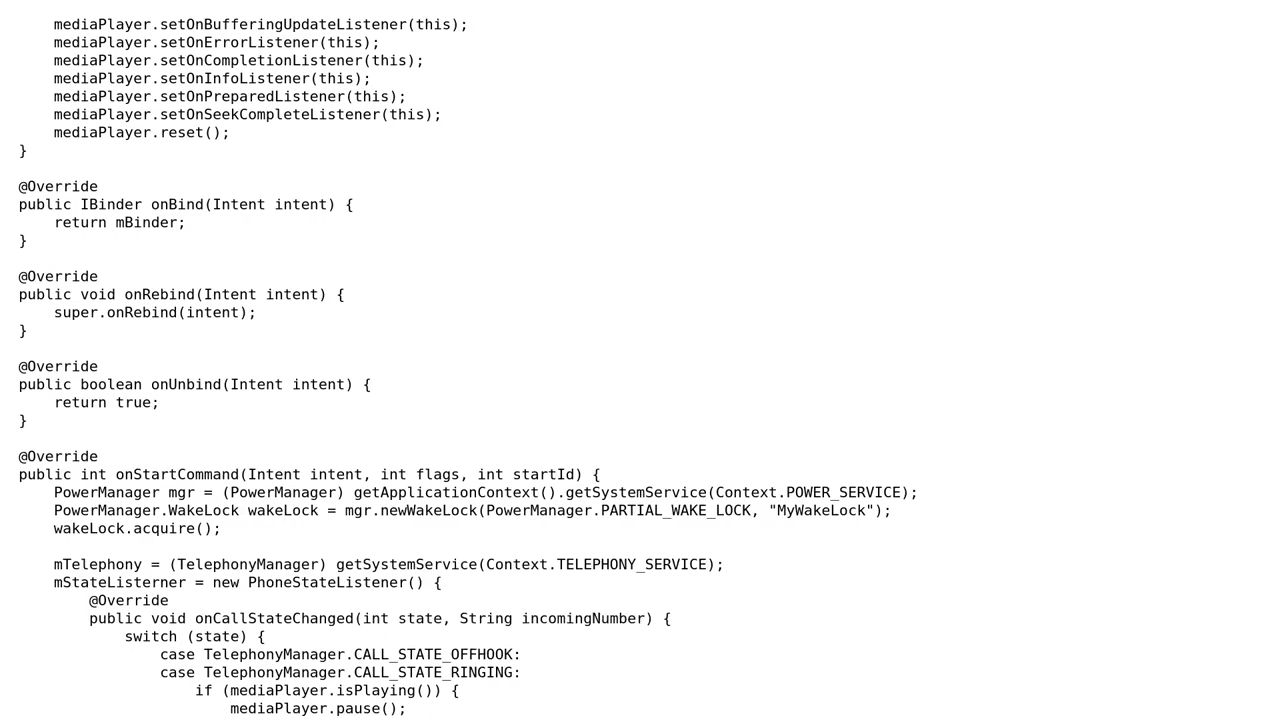 mediaPlayer.setOnBufferingUpdateListener(this);
    mediaPlayer.setOnErrorListener(this);
    mediaPlayer.setOnCompletionListener(this);
    mediaPlayer.setOnInfoListener(this);
    mediaPlayer.setOnPreparedListener(this);
    mediaPlayer.setOnSeekCompleteListener(this);
    mediaPlayer.reset();
}

@Override
public IBinder onBind(Intent intent) {
    return mBinder;
}

@Override
public void onRebind(Intent intent) {
    super.onRebind(intent);
}

@Override
public boolean onUnbind(Intent intent) {
    return true;
}

@Override
public int onStartCommand(Intent intent, int flags, int startId) {
    PowerManager mgr = (PowerManager) getApplicationContext().getSystemService(Context.POWER_SERVICE);
    PowerManager.WakeLock wakeLock = mgr.newWakeLock(PowerManager.PARTIAL_WAKE_LOCK, "MyWakeLock");
    wakeLock.acquire();

    mTelephony = (TelephonyManager) getSystemService(Context.TELEPHONY_SERVICE);
    mStateListerner = new PhoneStateListener() {
        @Override
        public void onCallStateChanged(int state, String incomingNumber) {
            switch (state) {
                case TelephonyManager.CALL_STATE_OFFHOOK:
                case TelephonyManager.CALL_STATE_RINGING:
                    if (mediaPlayer.isPlaying()) {
                        mediaPlayer.pause();